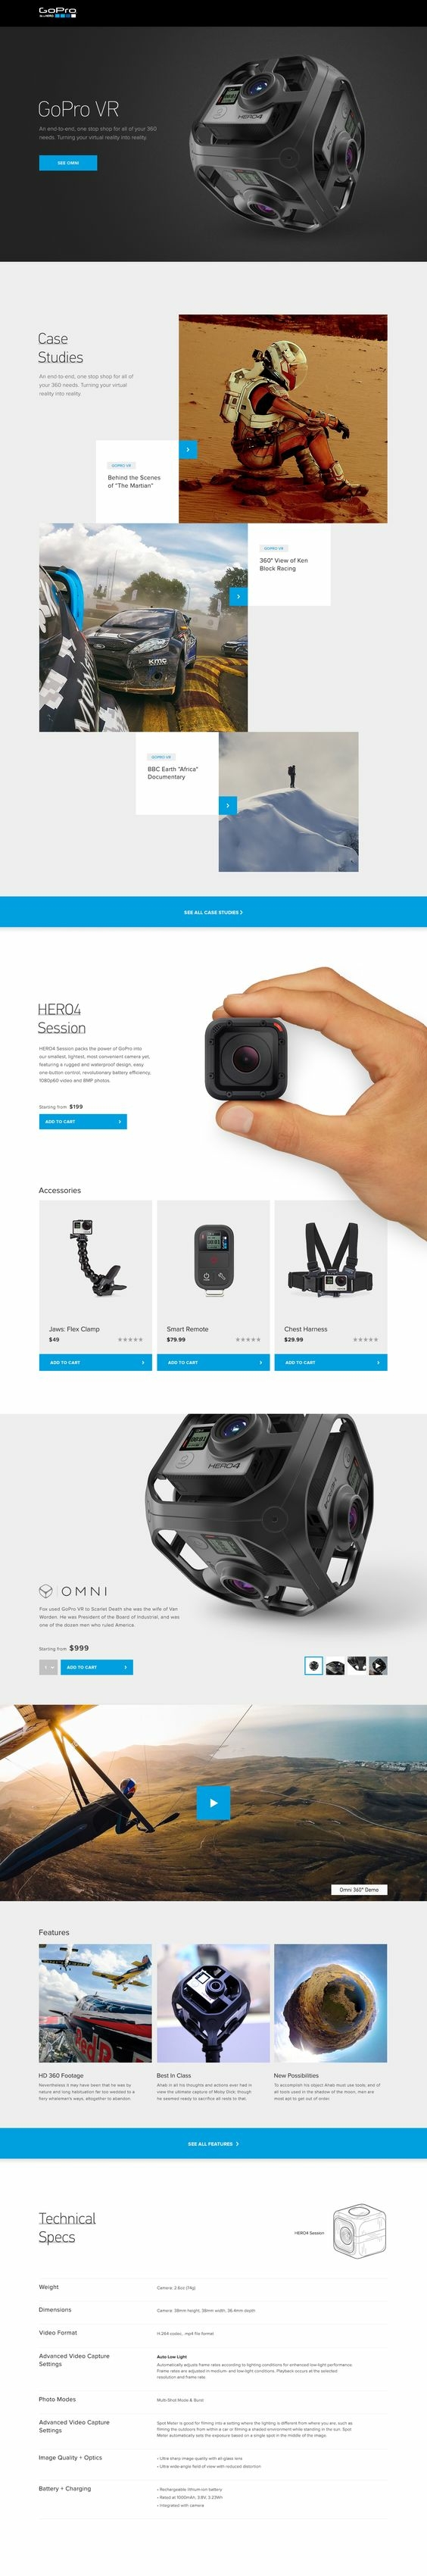 GoPro
GoPro VR
An end-to-end, one stop shop for all of your 360
needs. Turning your virtual reality into reality.
SEE OMNI
HERO4
Case
Studies
An end-to-end, one stop shop for all of
your 360 needs. Turning your virtual
reality into reality.
GOPRO VR
Behind the Scenes
of "The Martian"
GOPRO VR
360° View of Ken
Block Racing
KMC
GOPRO VR
BBC Earth "Africa"
Documentary
SEE ALL CASE STUDIES
HERO4
Session
HERO4 Session packs the power of GoPro into
our smallest, lightest, most convenient camera yet,
featuring a rugged and waterproof design, easy
one-button control, revolutionary battery efficiency,
1080p60 video and 8MP photos.
Starting from $199
ADD TO CART
Accessories
Jaws: Flex Clamp
$49
ADD TO CART
Smart Remote
$79.99
ADD TO CART
Chest Harness
$29.99
ADD TO CART
HERO4
OMNI
Fox used GoPro VR to Scarlet Death she was the wife of Van
Worden. He was President of the Board of Industrial, and was
one of the dozen men who ruled America.
Starting from $999
1
ADD TO CART
Omni 360° Demo
Features
HD 360 Footage
Nevertheless it may have been that he was by
nature and long habituation far too wedded to a
fiery whaleman's ways, altogether to abandon.
Best In Class
Ahab in all his thoughts and actions ever had in
view the ultimate capture of Moby Dick; though
he seemed ready to sacrifice all rests to that.
New Possibilities
To accomplish his object Ahab must use tools; and of
all tools used in the shadow of the moon, men are
most apt to get out of order.
SEE ALL FEATURES
Technical
Specs
HERO4 Session
Weight
Camera: 2.6oz (74g)
Dimensions
Camera: 38mm height, 38mm width, 36.4mm depth
Video Format
H.264 codec, .mp4 file format
Advanced Video Capture
Settings
Auto Low Light
Automatically adjusts frame rates according to lighting conditions for enhanced low-light performance.
Frame rates are adjusted in medium- and low-light conditions. Playback occurs at the selected
resolution and frame rate.
Photo Modes
Multi-Shot Mode & Burst
Advanced Video Capture
Settings
Spot Meter is good for filming into a setting where the lighting is different from where you are, such as
filming the outdoors from within a car or filming a shaded environment while standing in the sun. Spot
Meter automatically sets the exposure based on a single spot in the middle of the image.
Image Quality + Optics
• Ultra sharp image quality with all-glass lens
• Ultra wide-angle field of view with reduced distortion
Battery + Charging
• Rechargeable lithium-ion battery
• Rated at 1000mAh, 3.8V, 3.23Wh
• Integrated with camera